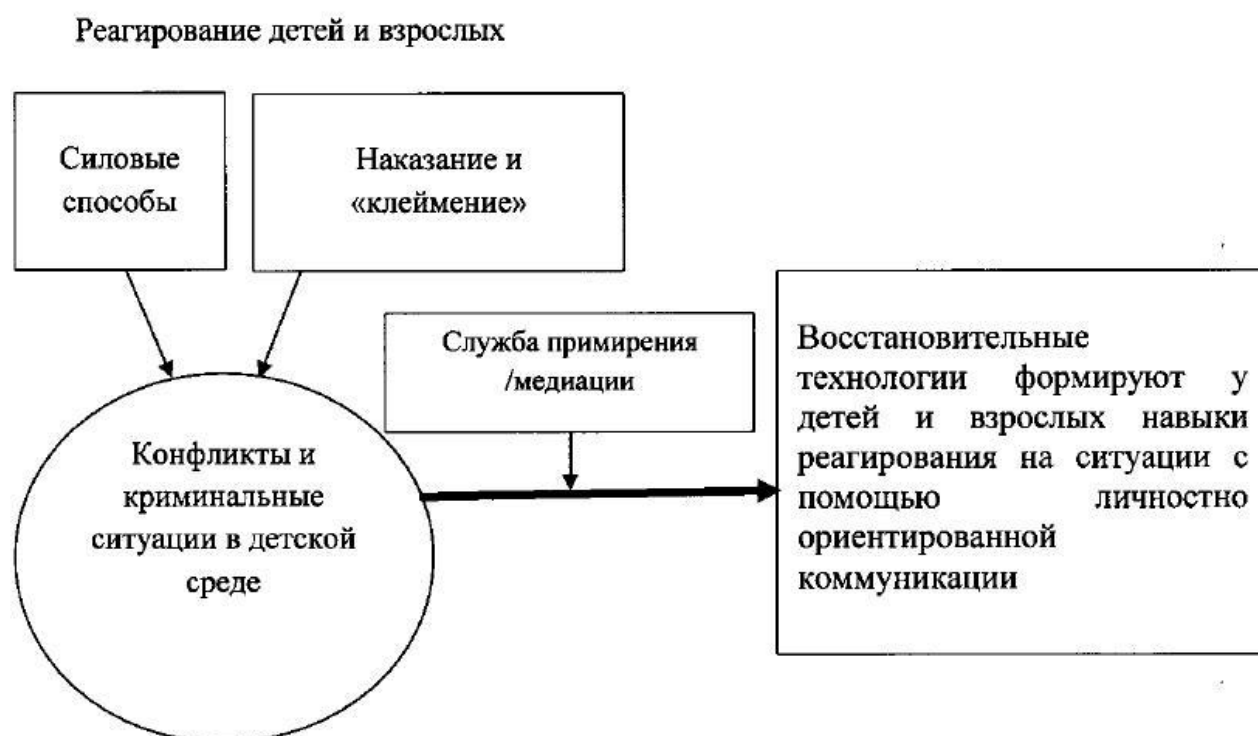 Реагирование детей и взрослых
Силовые
способы
Наказание и
«клеймение»
Служба примирения
/медиации
Конфликты и
криминальные
ситуации в детской
среде
Восстановительные
технологии формируют у
детей и взрослых навыки
реагирования на ситуации с
помощью личностно
ориентированной
коммуникации